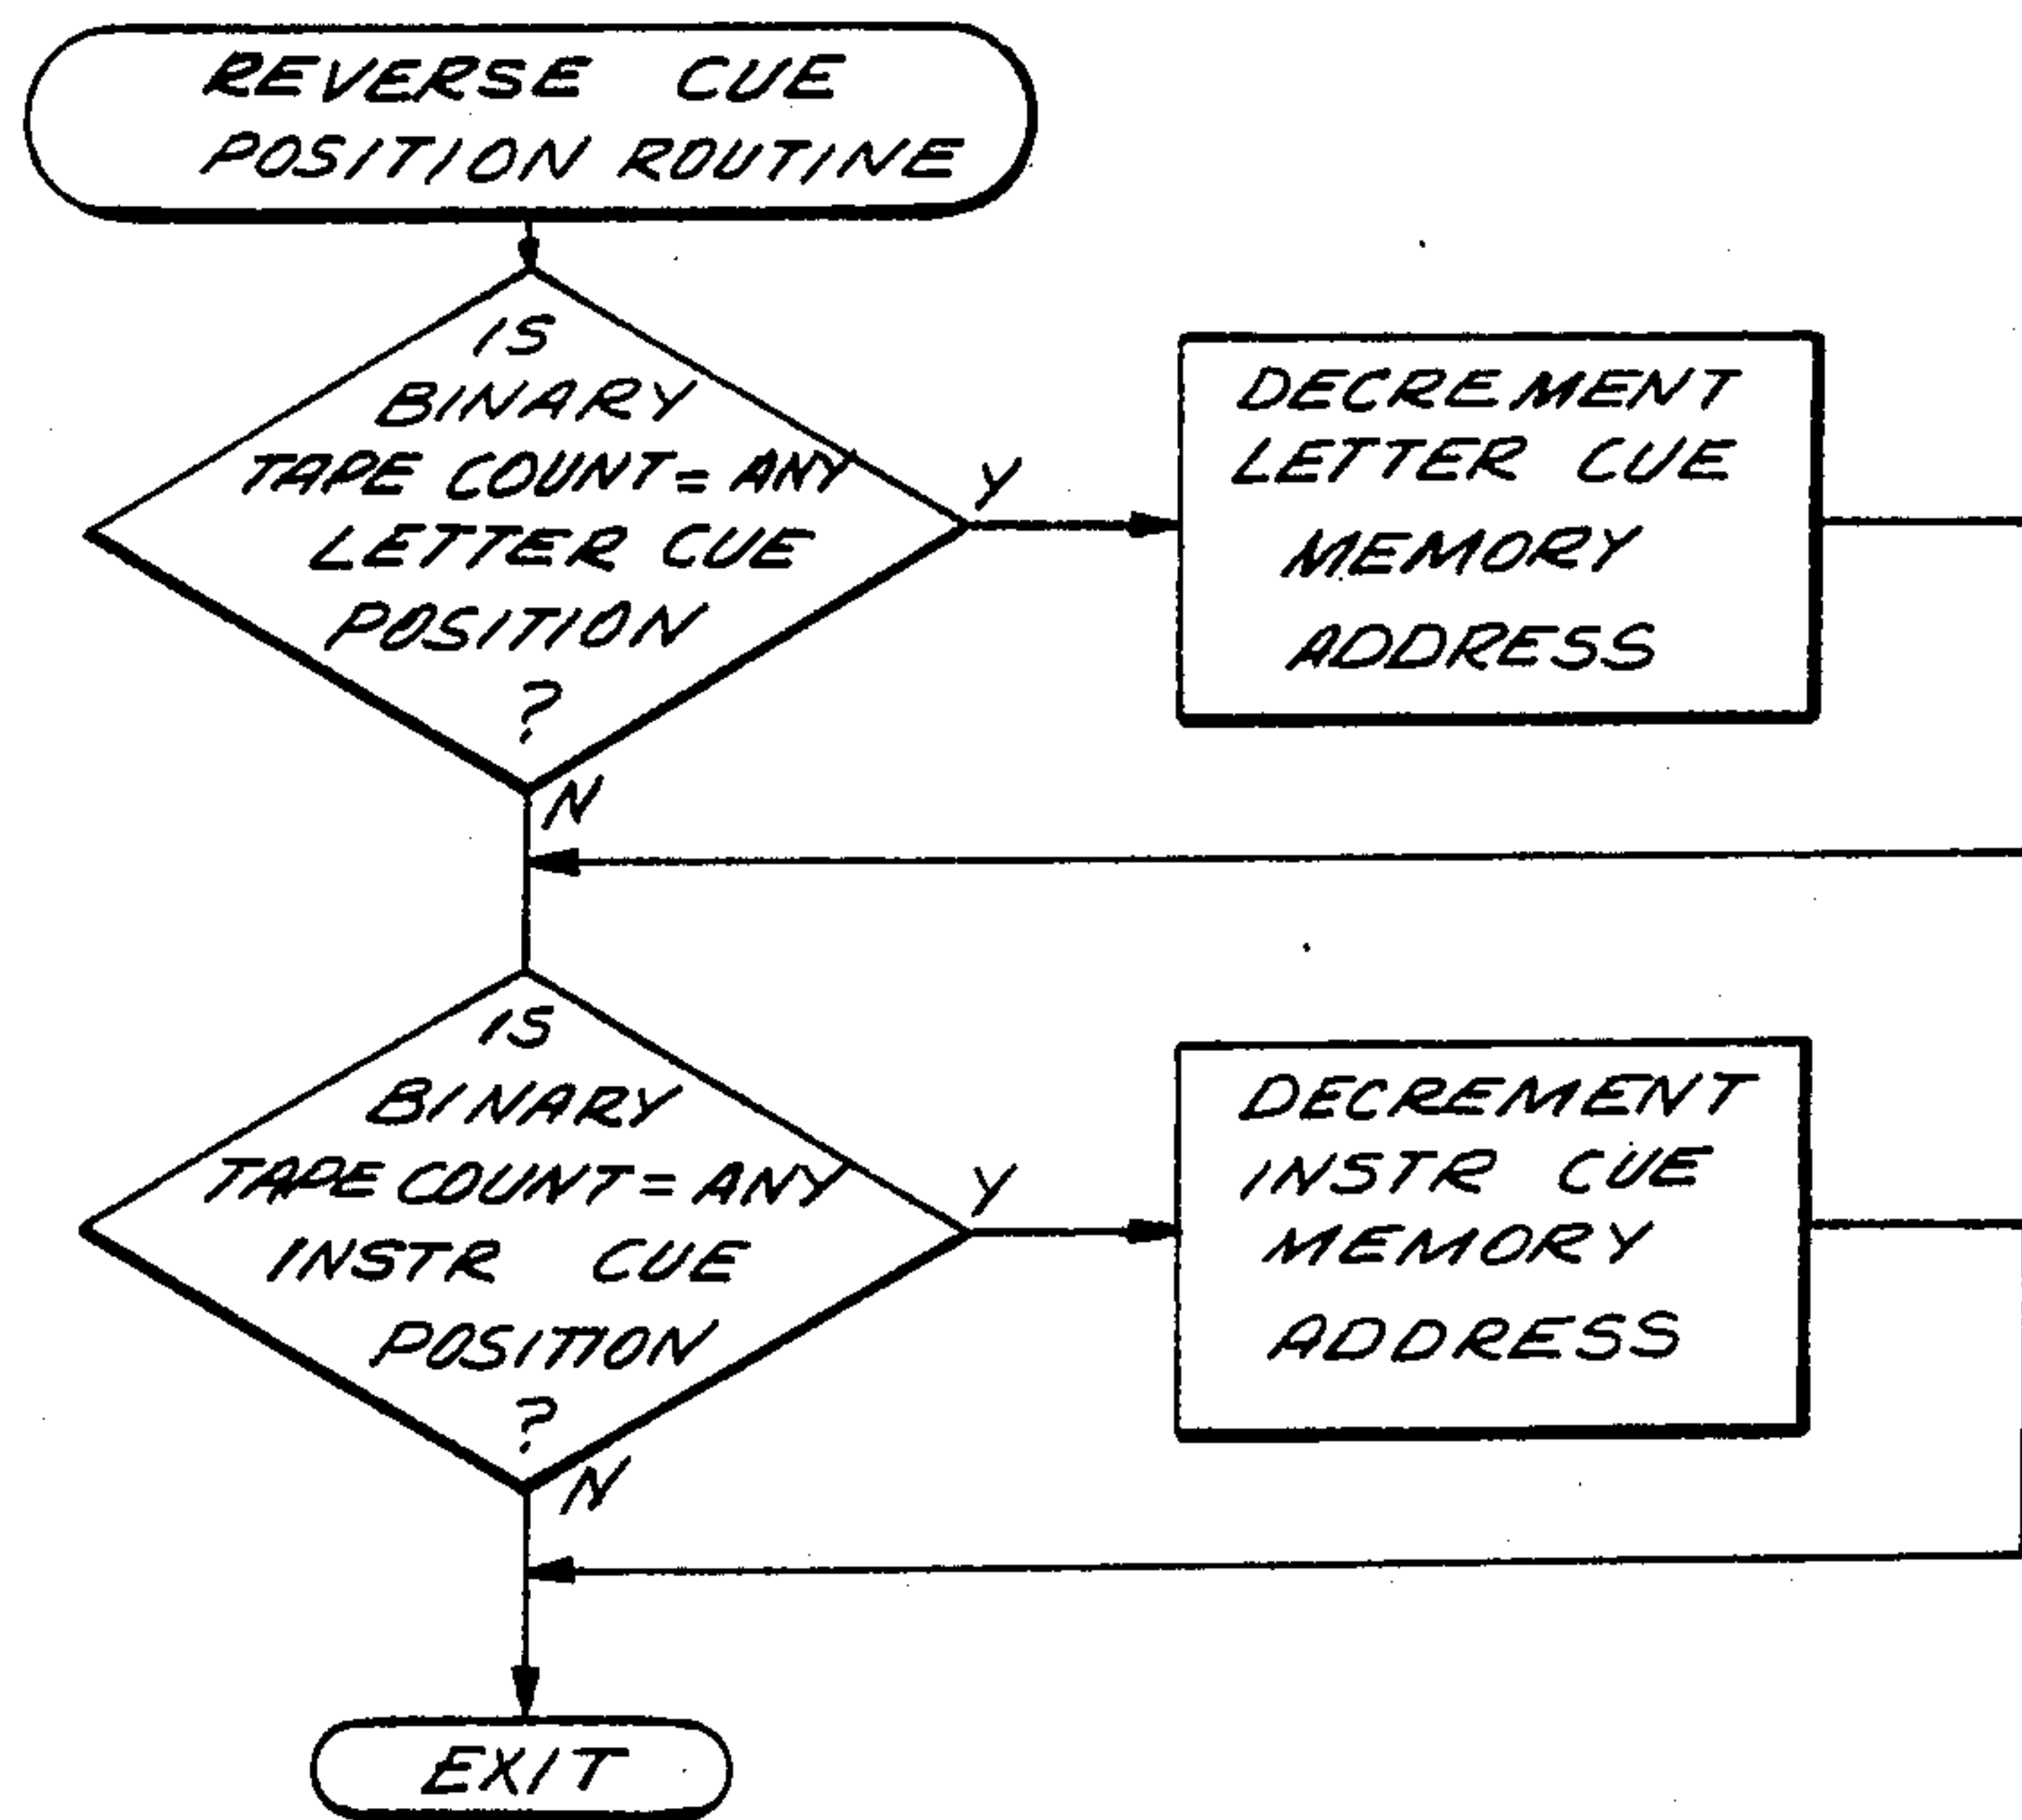 REVERSE CUE
POSITION ROUTINE
IS
BINARY
TAPE COUNT = ANY
LETTER CUE
POSITION
?
Y
N
DECREMENT
LETTER CUE
MEMORY
ADDRESS
IS
BINARY
TAPE COUNT = ANY
INSTR CUE
POSITION
?
Y
N
DECREMENT
INSTR CUE
MEMORY
ADDRESS
EXIT